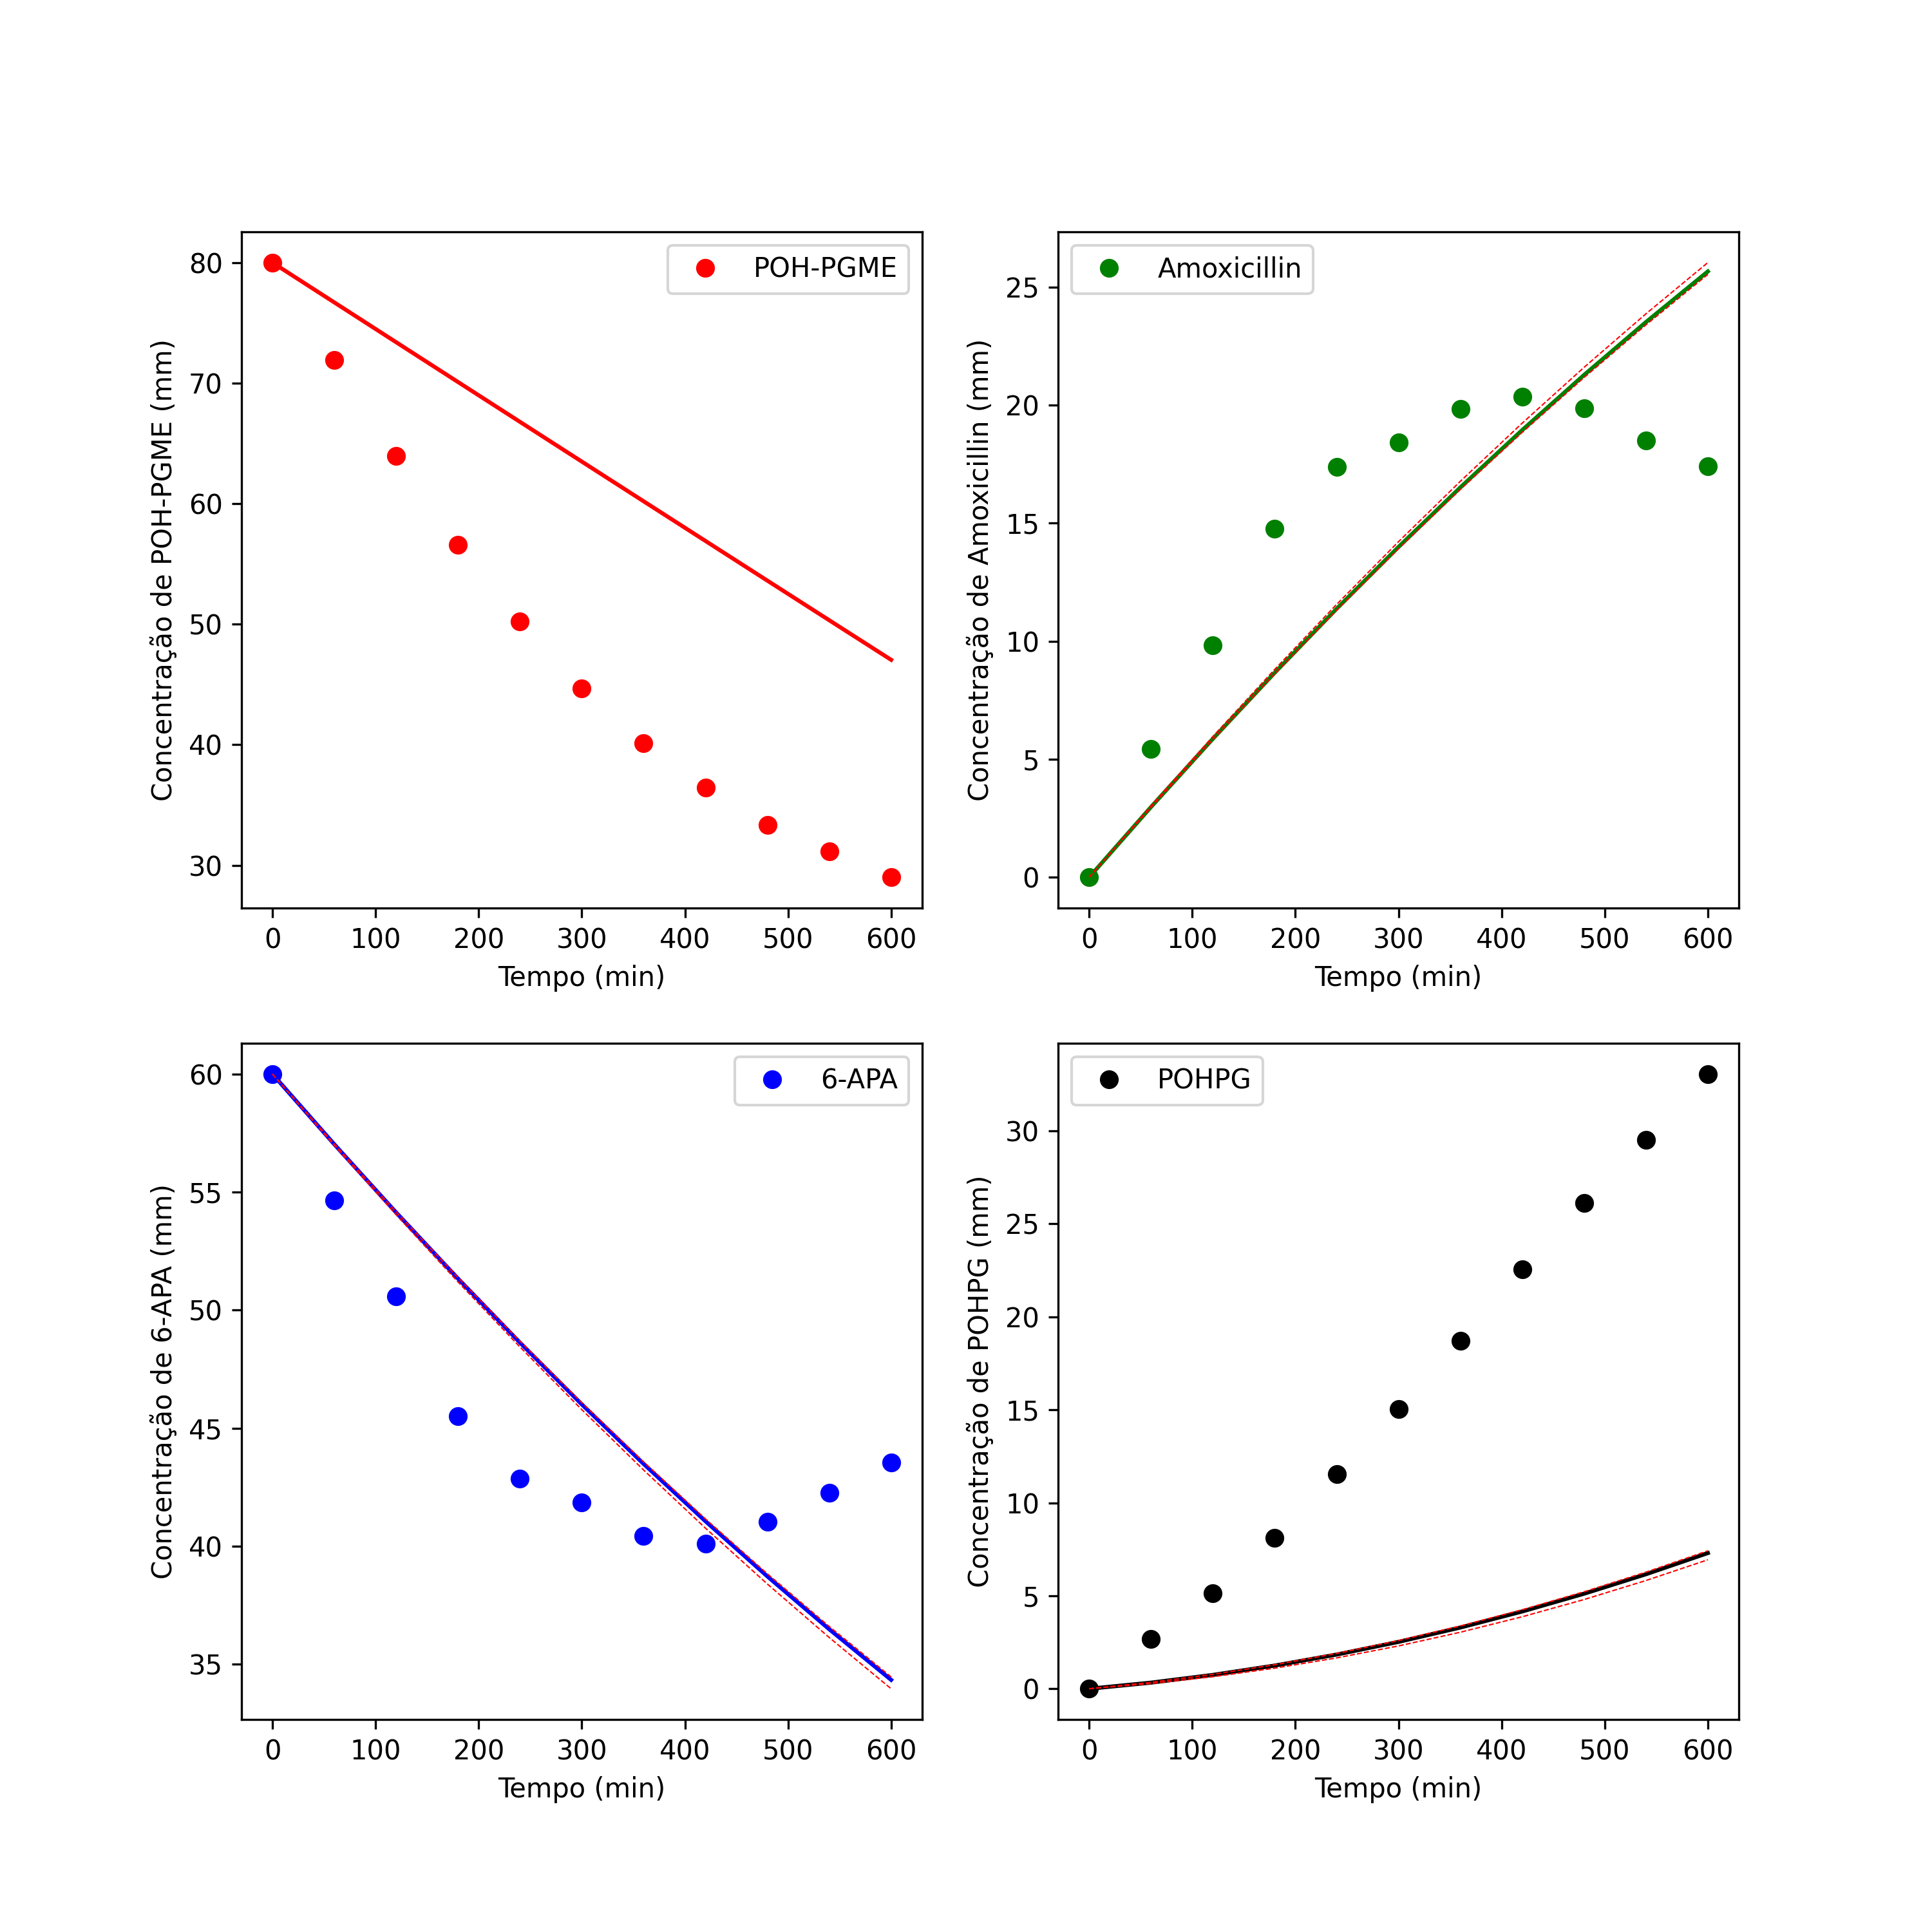 POH-PGME
80
70
60
50
40
30
Concentração de POH-PGME (mm)
0 100 200 300 400 500 600
Tempo (min)
Amoxicillin
25
20
15
10
5
0
Concentração de Amoxicillin (mm)
0 100 200 300 400 500 600
Tempo (min)
6-APA
60
55
50
45
40
35
Concentração de 6-APA (mm)
0 100 200 300 400 500 600
Tempo (min)
POHPG
30
25
20
15
10
5
0
Concentração de POHPG (mm)
0 100 200 300 400 500 600
Tempo (min)